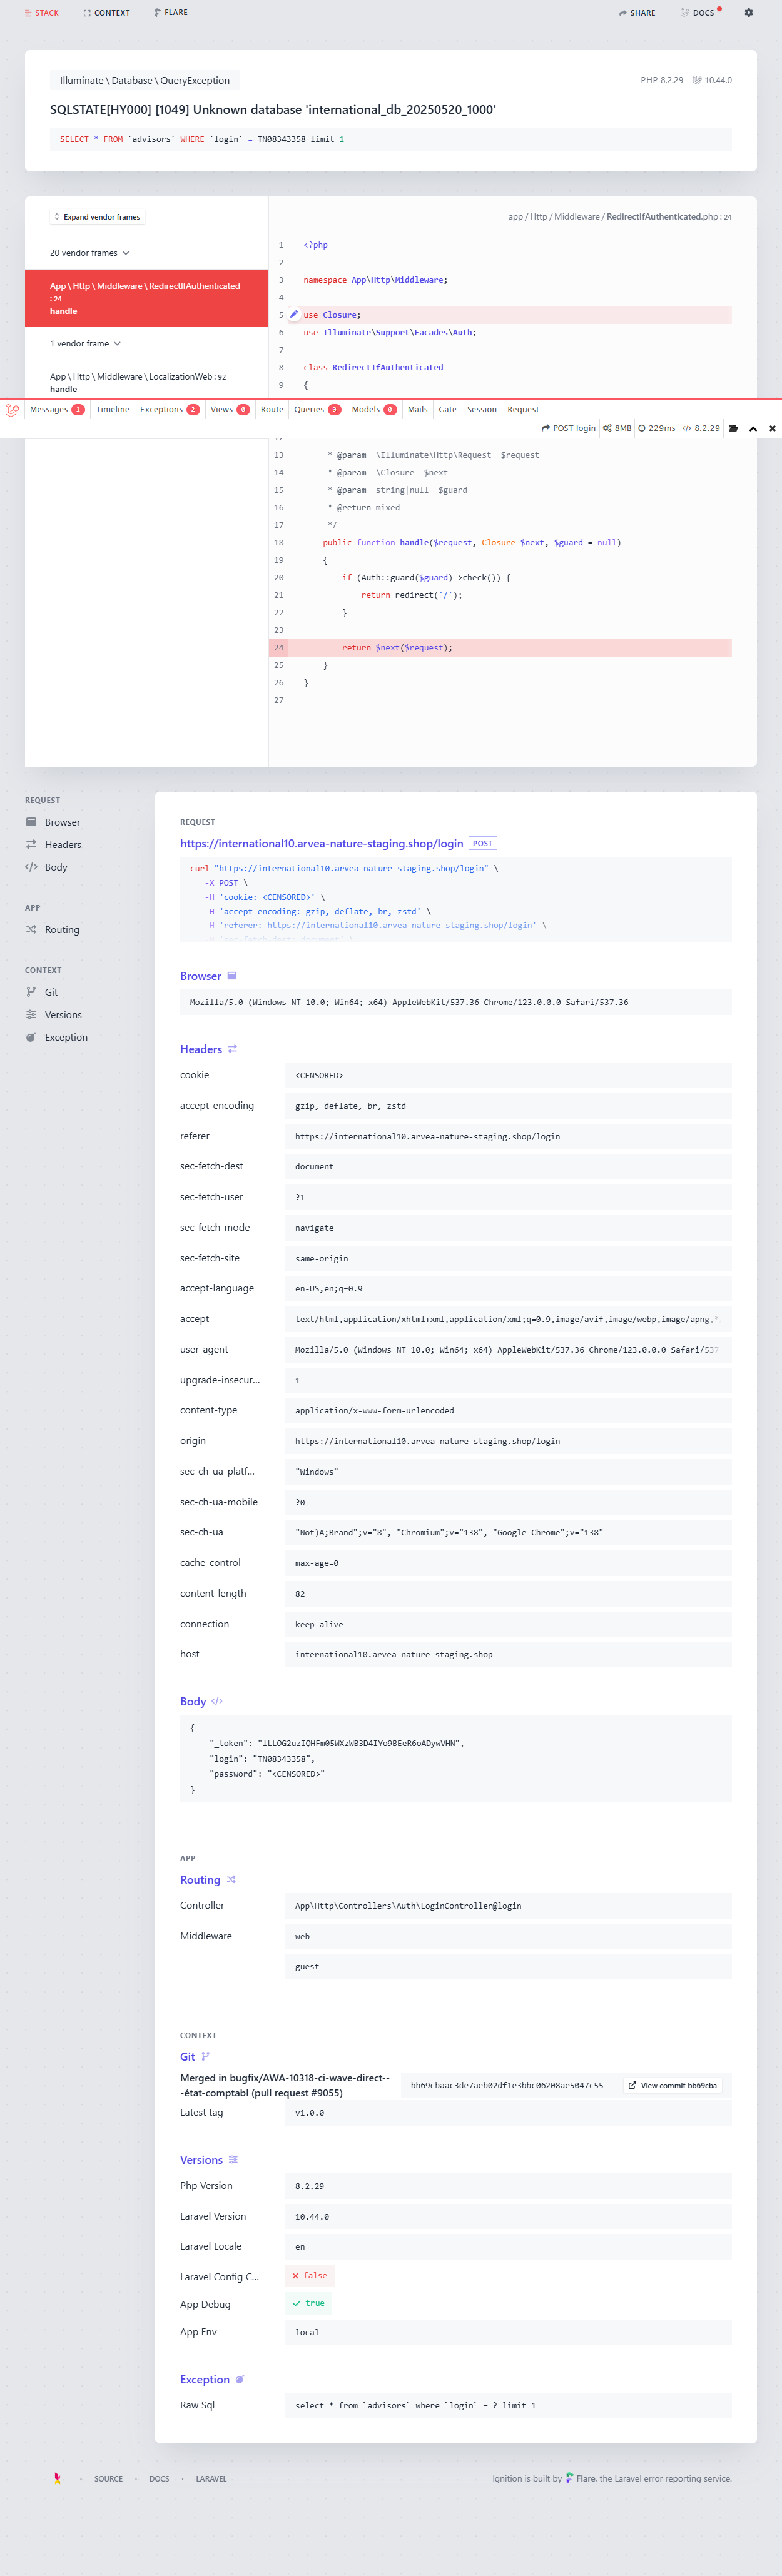 STACK
CONTEXT
FLARE
SHARE
DOCS
Illuminate \ Database \ QueryException
PHP 8.2.29
10.44.0
SQLSTATE[HY000] [1049] Unknown database 'international_db_20250520_1000'
SELECT * FROM `advisors` WHERE `login` = TN08343358 limit 1
Expand vendor frames
20 vendor frames
App \ Http \ Middleware \ RedirectIfAuthenticated
: 24
handle
1 vendor frame
App \ Http \ Middleware \ LocalizationWeb : 92
handle
app / Http / Middleware / RedirectIfAuthenticated.php : 24
1 <?php
2
3 namespace App\Http\Middleware;
4
5 use Closure;
6 use Illuminate\Support\Facades\Auth;
7
8 class RedirectIfAuthenticated
9 {
Messages 1
Timeline
Exceptions 2
Views 0
Route
Queries 0
Models 0
Mails
Gate
Session
Request
POST login
8MB
229ms
8.2.29
12
13 * @param \Illuminate\Http\Request $request
14 * @param \Closure $next
15 * @param string|null $guard
16 * @return mixed
17 */
18 public function handle($request, Closure $next, $guard = null)
19 {
20 if (Auth::guard($guard)->check()) {
21 return redirect('/');
22 }
23
24 return $next($request);
25 }
26 }
27
REQUEST
Browser
Headers
Body
APP
Routing
CONTEXT
Git
Versions
Exception
REQUEST
https://international10.arvea-nature-staging.shop/login POST
curl "https://international10.arvea-nature-staging.shop/login" \
-X POST \
-H 'cookie: <CENSORED>' \
-H 'accept-encoding: gzip, deflate, br, zstd' \
-H 'referer: https://international10.arvea-nature-staging.shop/login' \
-H 'sec-fetch-dest: document' \
Browser
Mozilla/5.0 (Windows NT 10.0; Win64; x64) AppleWebKit/537.36 Chrome/123.0.0.0 Safari/537.36
Headers
cookie
<CENSORED>
accept-encoding
gzip, deflate, br, zstd
referer
https://international10.arvea-nature-staging.shop/login
sec-fetch-dest
document
sec-fetch-user
?1
sec-fetch-mode
navigate
sec-fetch-site
same-origin
accept-language
en-US,en;q=0.9
accept
text/html,application/xhtml+xml,application/xml;q=0.9,image/avif,image/webp,image/apng,*
user-agent
Mozilla/5.0 (Windows NT 10.0; Win64; x64) AppleWebKit/537.36 Chrome/123.0.0.0 Safari/537
upgrade-insecur...
1
content-type
application/x-www-form-urlencoded
origin
https://international10.arvea-nature-staging.shop/login
sec-ch-ua-platf...
"Windows"
sec-ch-ua-mobile
?0
sec-ch-ua
"Not)A;Brand";v="8", "Chromium";v="138", "Google Chrome";v="138"
cache-control
max-age=0
content-length
82
connection
keep-alive
host
international10.arvea-nature-staging.shop
Body
{
"_token": "lLLOG2uzIQHFm05WXzWB3D4IYo9BEeR6oADywVHN",
"login": "TN08343358",
"password": "<CENSORED>"
}
APP
Routing
Controller
App\Http\Controllers\Auth\LoginController@login
Middleware
web
guest
CONTEXT
Git
Merged in bugfix/AWA-10318-ci-wave-direct--
-état-comptabl (pull request #9055)
bb69cbaac3de7aeb02df1e3bbc06208ae5047c55
View commit bb69cba
Latest tag
v1.0.0
Versions
Php Version
8.2.29
Laravel Version
10.44.0
Laravel Locale
en
Laravel Config C...
false
App Debug
true
App Env
local
Exception
Raw Sql
select * from `advisors` where `login` = ? limit 1
SOURCE
DOCS
LARAVEL
Ignition is built by Flare, the Laravel error reporting service.